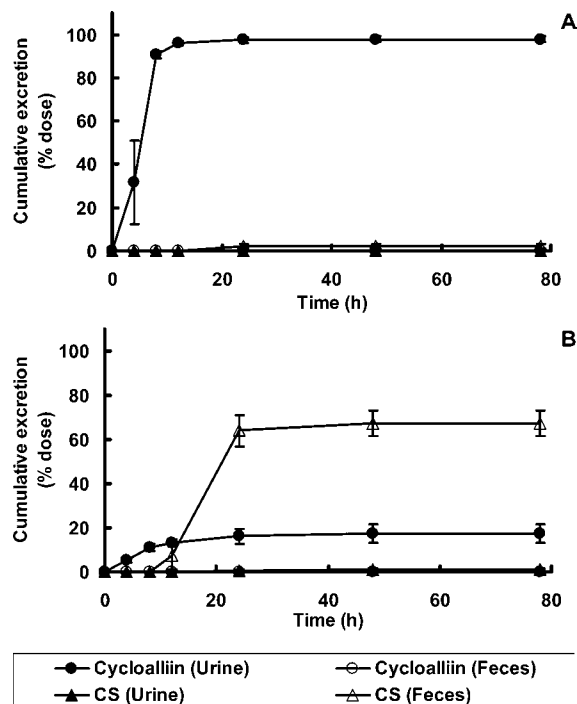 A
100
80
60
40
20
0
Cumulative excretion
(% dose)
0 20 40 60 80
Time (h)
B
100
80
60
40
20
0
Cumulative excretion
(% dose)
0 20 40 60 80
Time (h)
Cycloalliin (Urine) Cycloalliin (Feces)
CS (Urine) CS (Feces)